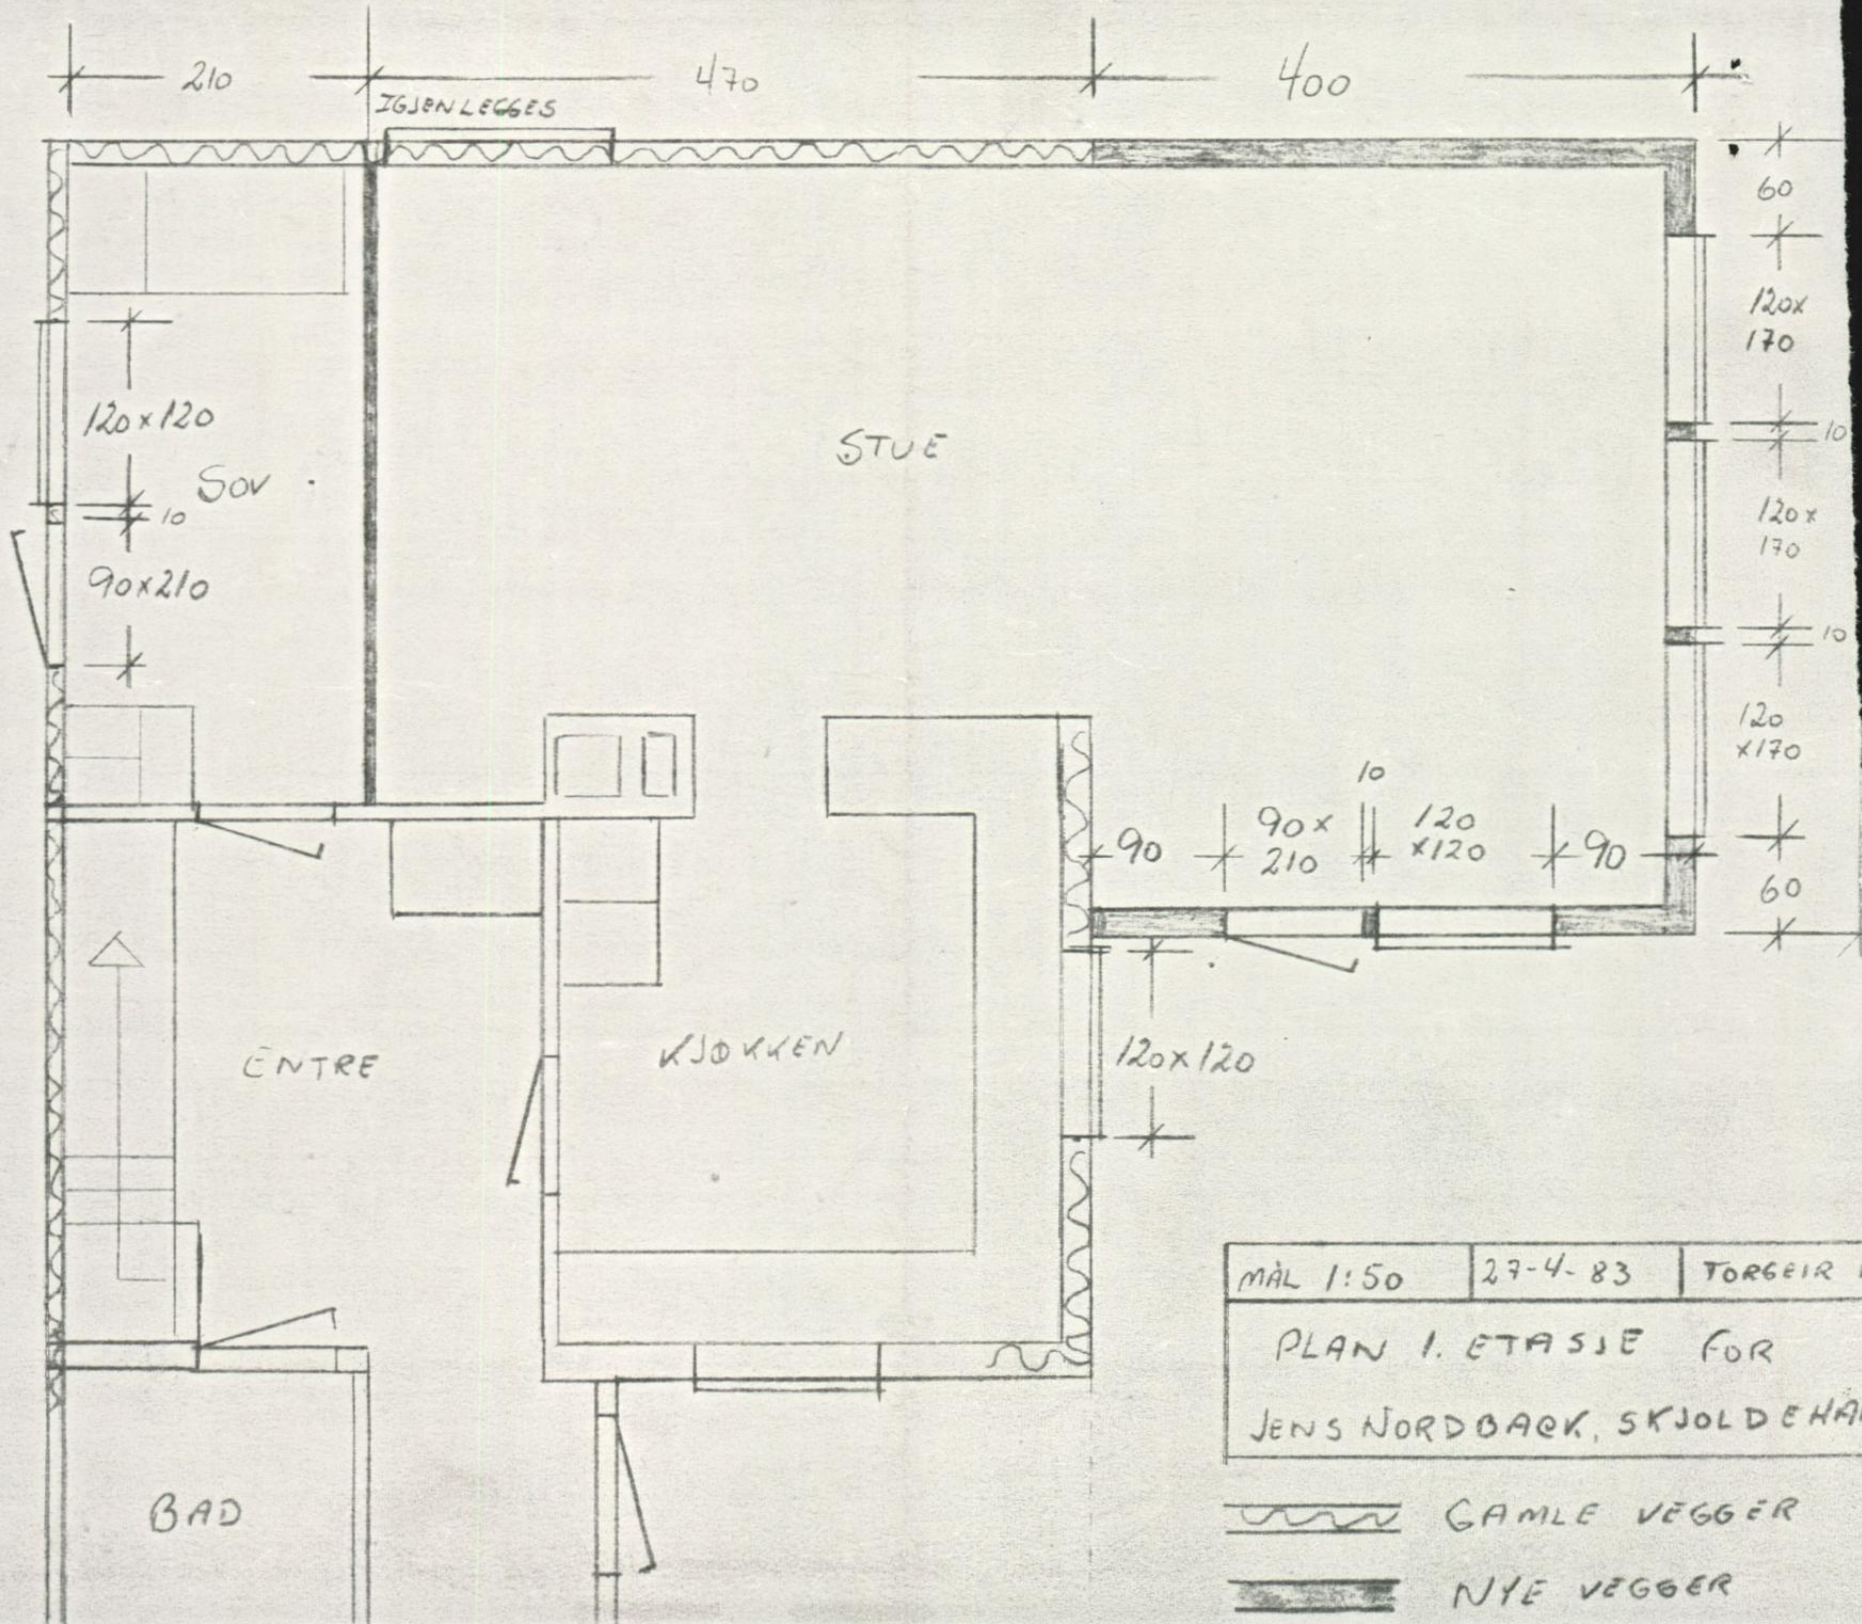 210
470
400
IGJENLEGGES
60
120x
170
10
120x
170
10
120
x170
60
120x120
SOV
10
90x210
STUE
10
90
90x
210
120
x120
90
ENTRE
KJØKKEN
120x120
BAD
MÅL 1:50
27-4-83
TORGEIR
PLAN 1. ETASJE FOR
JENS NORDBACK, SKJOLDEHA
GAMLE VEGGER
NYE VEGGER